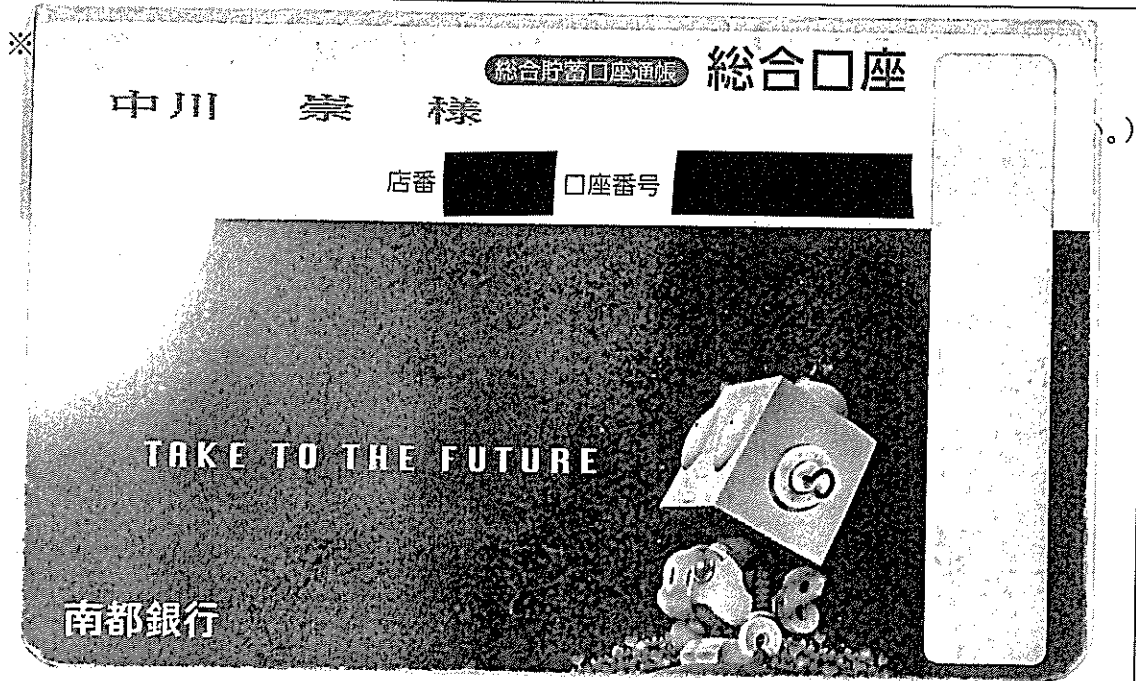 ※
総合貯蓄口座通帳 総合口座
中川 崇 様
い。)
店番 口座番号
TAKE TO THE FUTURE
南都銀行